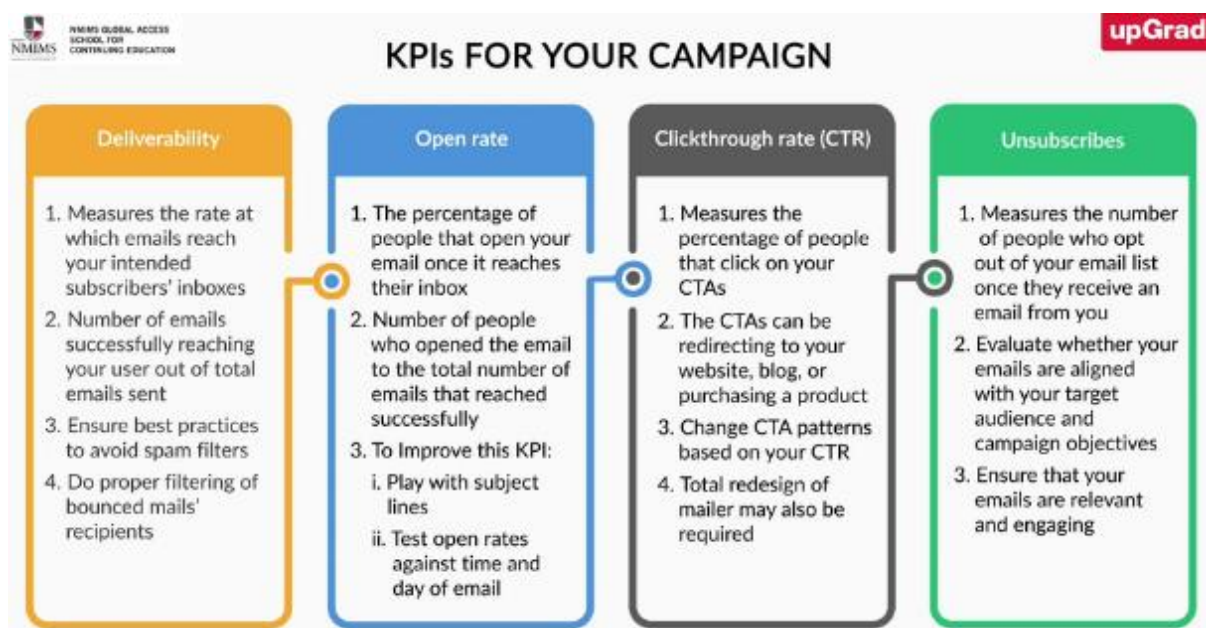 NMIMS
NMIMS GLOBAL ACCESS
SCHOOL FOR
CONTINUING EDUCATION
upGrad
KPIs FOR YOUR CAMPAIGN
Deliverability
1. Measures the rate at
which emails reach
your intended
subscribers' inboxes
2. Number of emails
successfully reaching
your user out of total
emails sent
3. Ensure best practices
to avoid spam filters
4. Do proper filtering of
bounced mails'
recipients
Open rate
1. The percentage of
people that open your
email once it reaches
their inbox
2. Number of people
who opened the email
to the total number of
emails that reached
successfully
3. To Improve this KPI:
i. Play with subject
lines
ii. Test open rates
against time and
day of email
Clickthrough rate (CTR)
1. Measures the
percentage of people
that click on your
CTAs
2. The CTAs can be
redirecting to your
website, blog, or
purchasing a product
3. Change CTA patterns
based on your CTR
4. Total redesign of
mailer may also be
required
Unsubscribes
1. Measures the number
of people who opt
out of your email list
once they receive an
email from you
2. Evaluate whether your
emails are aligned
with your target
audience and
campaign objectives
3. Ensure that your
emails are relevant
and engaging